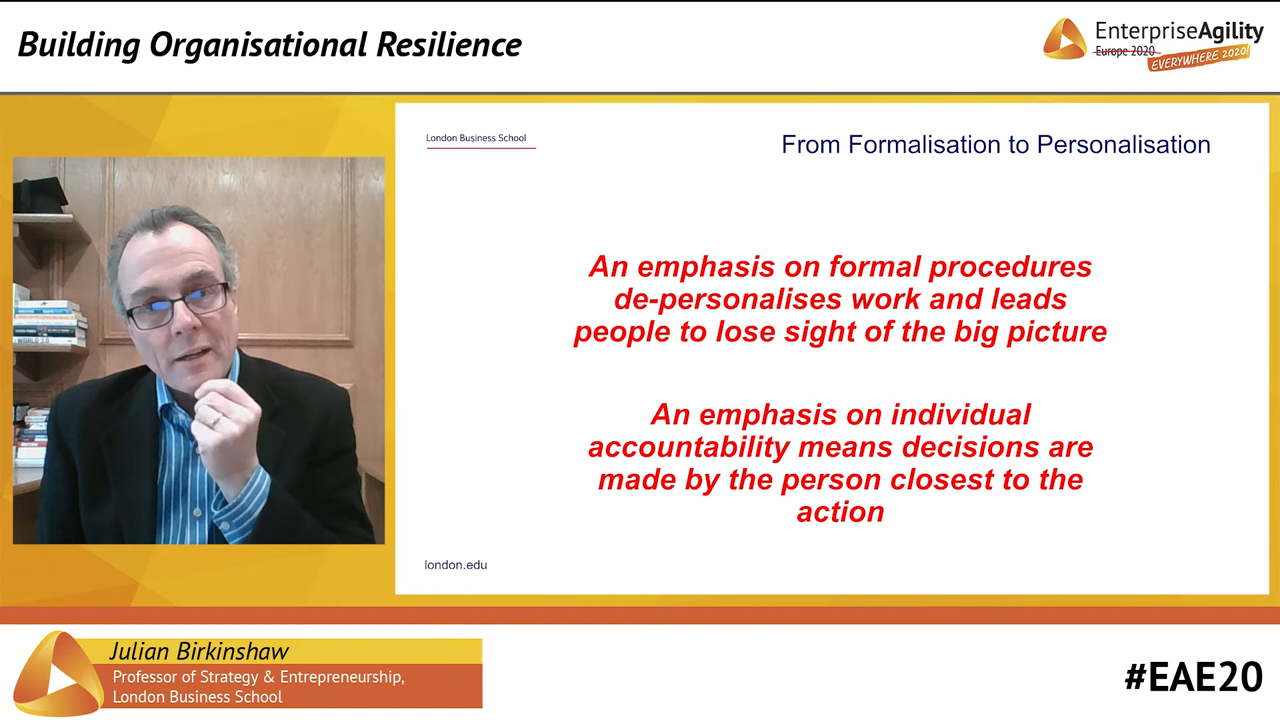 Building Organisational Resilience
EnterpriseAgility
Europe 2020
EVERYWHERE 2020!
London Business School
From Formalisation to Personalisation
An emphasis on formal procedures
de-personalises work and leads
people to lose sight of the big picture
An emphasis on individual
accountability means decisions are
made by the person closest to the
action
london.edu
Julian Birkinshaw
Professor of Strategy & Entrepreneurship,
London Business School
#EAE20